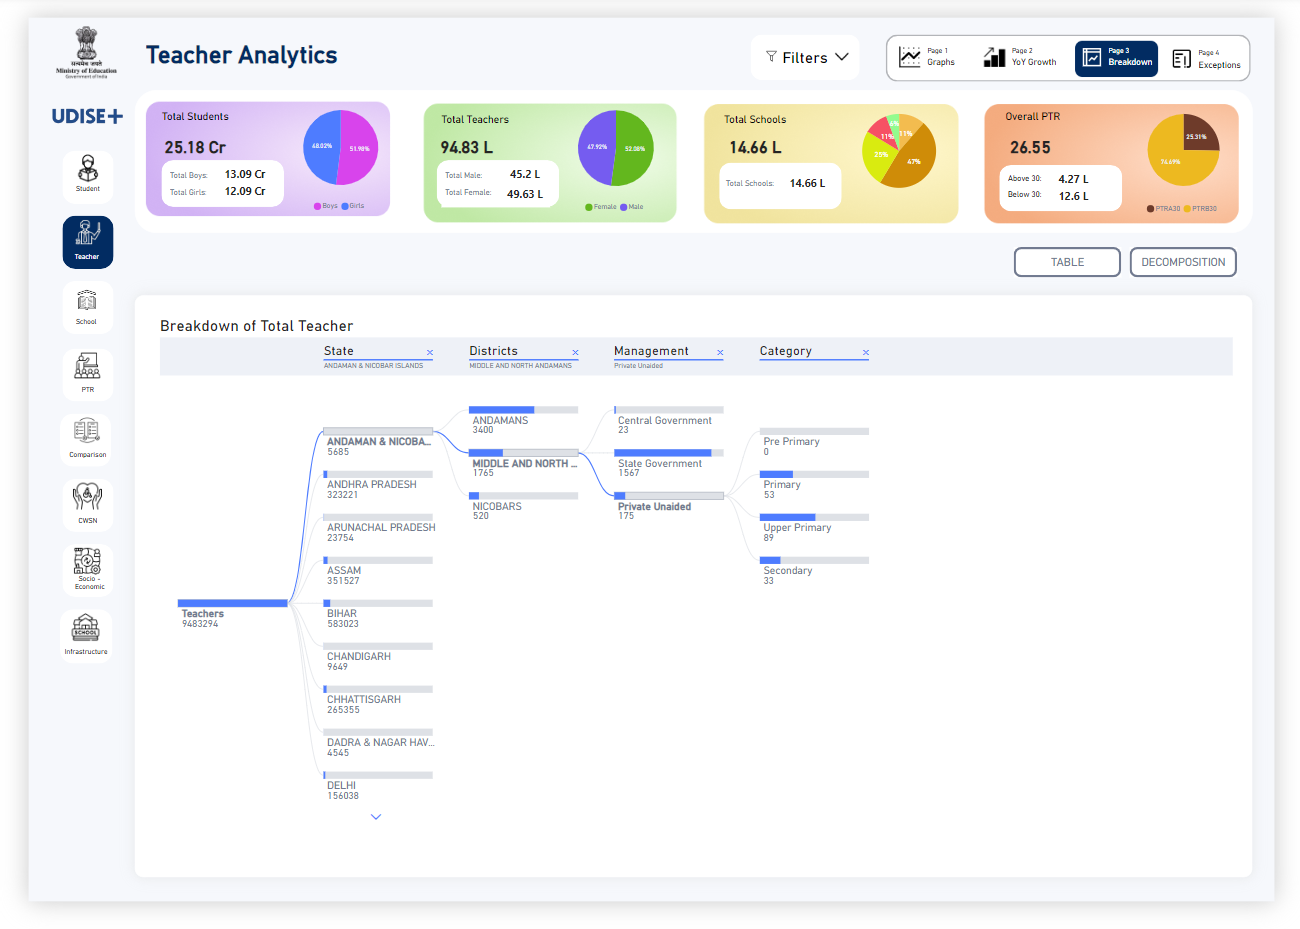 सत्यमेव जयते
Ministry of Education
Government of India
Teacher Analytics
Filters
Page 1
Graphs
Page 2
YoY Growth
Page 3
Breakdown
Page 4
Exceptions
UDISE+
Student
Teacher
School
PTR
Comparison
CWSN
Socio -
Economic
SCHOOL
Infrastructure
Total Students
25.18 Cr
Total Boys: 13.09 Cr
Total Girls: 12.09 Cr
48.02%
51.98%
Boys Girls
Total Teachers
94.83 L
Total Male: 45.2 L
Total Female: 49.63 L
47.92%
52.08%
Female Male
Total Schools
14.66 L
Total Schools: 14.66 L
11%
47%
25%
11%
6%
Overall PTR
26.55
Above 30: 4.27 L
Below 30: 12.6 L
25.31%
74.69%
PTRA30 PTRB30
TABLE
DECOMPOSITION
Breakdown of Total Teacher
State ×
ANDAMAN & NICOBAR ISLANDS
Districts ×
MIDDLE AND NORTH ANDAMANS
Management ×
Private Unaided
Category ×
Teachers
9483294
ANDAMAN & NICOBA...
5685
ANDHRA PRADESH
323221
ARUNACHAL PRADESH
23754
ASSAM
351527
BIHAR
583023
CHANDIGARH
9649
CHHATTISGARH
265355
DADRA & NAGAR HAV...
4545
DELHI
156038
ANDAMANS
3400
MIDDLE AND NORTH ...
1765
NICOBARS
520
Central Government
23
State Government
1567
Private Unaided
175
Pre Primary
0
Primary
53
Upper Primary
89
Secondary
33